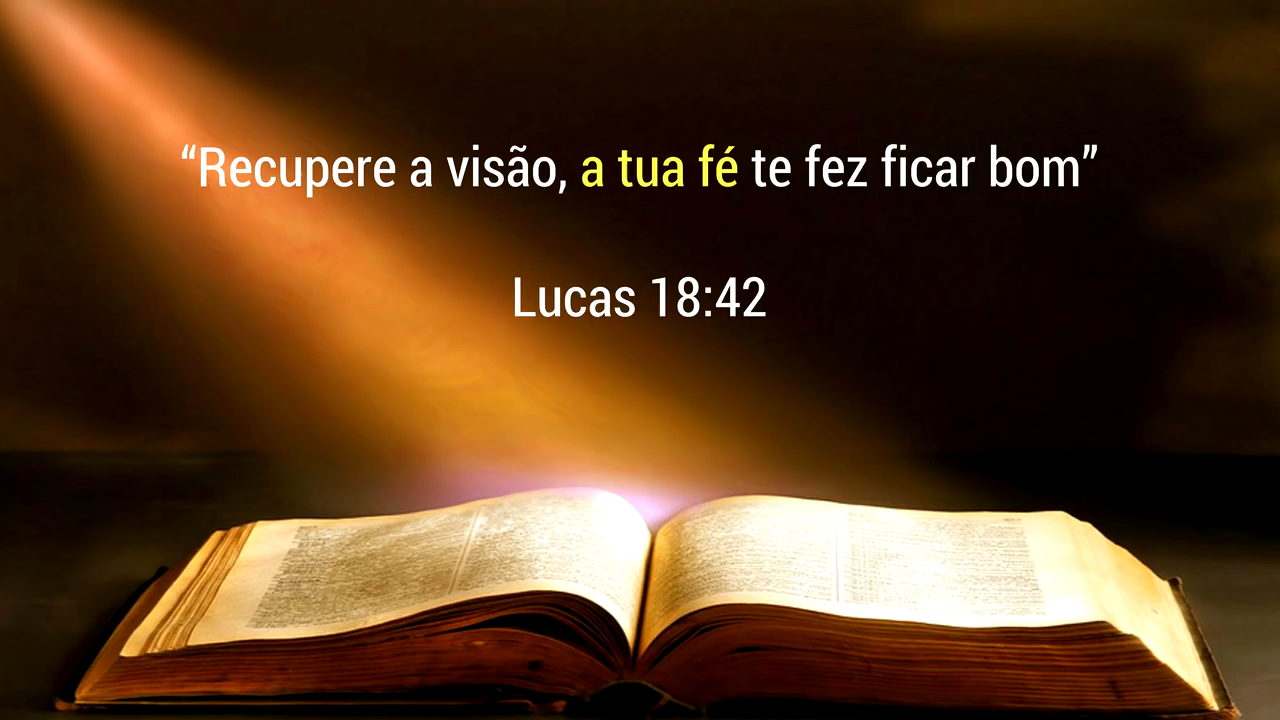 “Recupere a visão, a tua fé te fez ficar bom”
Lucas 18:42